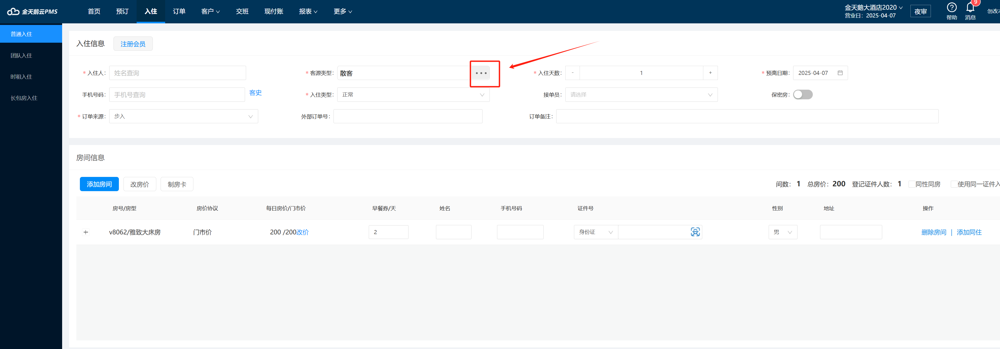 金天鹅云PMS 首页 预订 入住 订单 客户 交班 现付账 报表 更多 金天鹅大酒店2020 夜审 9
营业日：2025-04-07 帮助 消息 勿改
普通入住
团队入住
时租入住
长包房入住
入住信息 注册会员
* 入住人： 姓名查询 * 客源类型： 散客 ••• * 入住天数： - 1 + * 预离日期： 2025-04-07
手机号码： 手机号查询 客史 * 入住类型： 正常 接单员： 请选择 保密房：
* 订单来源： 步入 外部订单号： 订单备注：
房间信息
添加房间 改房价 制房卡 间数： 1 总房价： 200 登记证件人数： 1 同性同房 使用同一证件入
房号/房型 房价协议 每日房价/门市价 早餐券/天 姓名 手机号码 证件号 性别 地址 操作
+ v8062/雅致大床房 门市价 200 /200改价 2 身份证 男 删除房间 | 添加同住